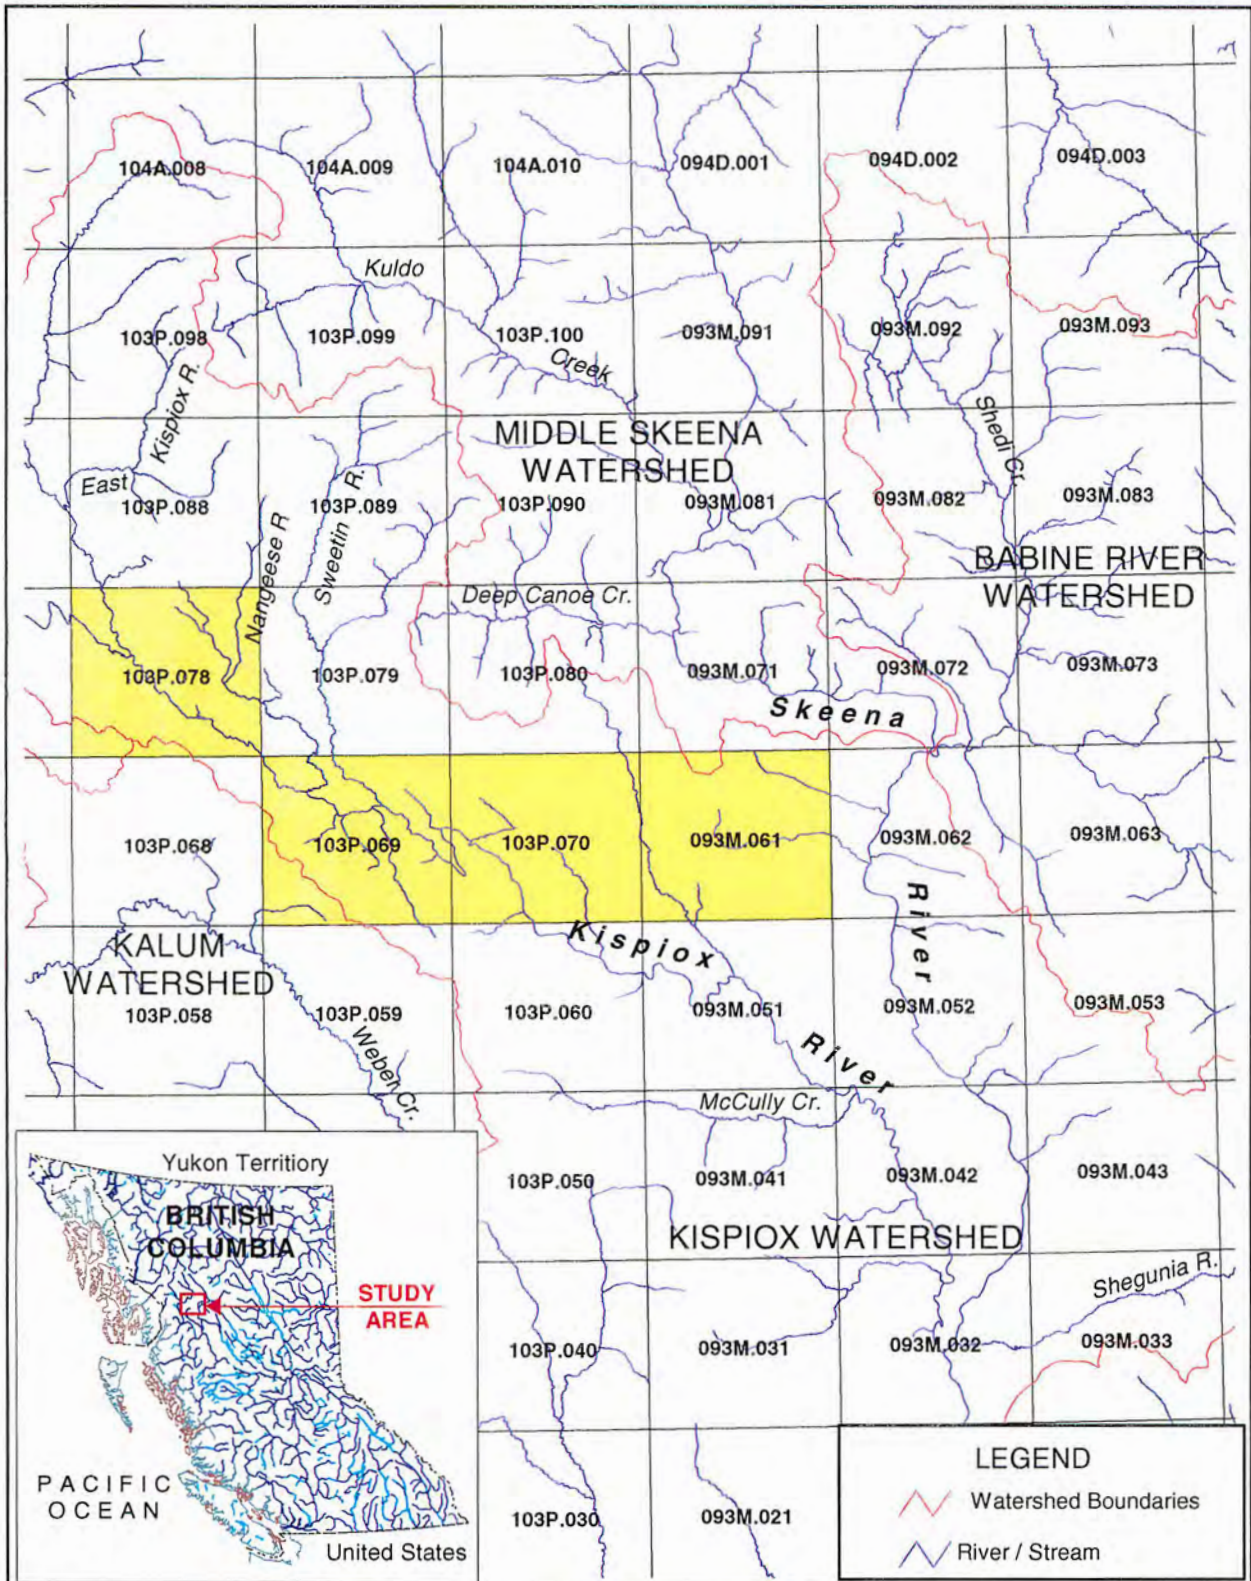 104A.008
104A.009
104A.010
094D.001
094D.002
094D.003
Kuldo
103P.098
103P.099
103P.100
093M.091
093M.092
093M.093
Creek
Kispiox R.
Shedi Cr.
MIDDLE SKEENA
WATERSHED
East
103P.088
Sweetin R.
103P.089
103P.090
093M.081
093M.082
093M.083
Nangeese R
BABINE RIVER
WATERSHED
Deep Canoe Cr.
103P.078
103P.079
103P.080
093M.071
093M.072
093M.073
Skeena
103P.068
103P.069
103P.070
093M.061
093M.062
093M.063
River
Kispiox
KALUM
WATERSHED
103P.058
103P.059
103P.060
093M.051
093M.052
093M.053
Weber Cr.
River
McCully Cr.
103P.050
093M.041
093M.042
093M.043
KISPIOX WATERSHED
Shegunia R.
103P.040
093M.031
093M.032
093M.033
103P.030
093M.021
Yukon Territiory
BRITISH
COLUMBIA
STUDY
AREA
PACIFIC
OCEAN
United States
LEGEND
Watershed Boundaries
River / Stream